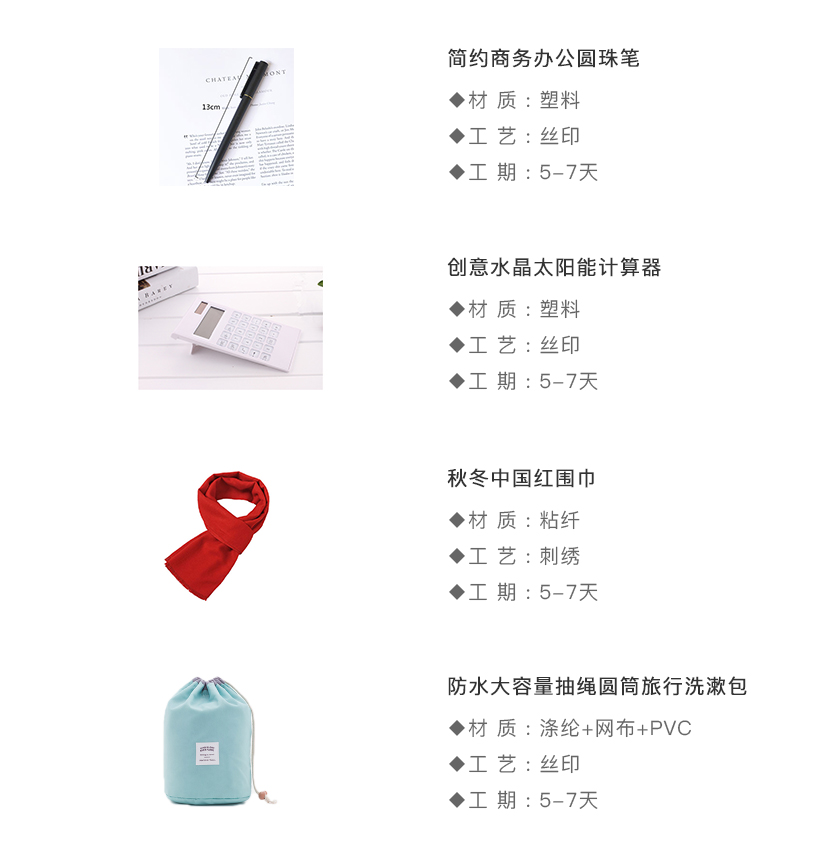 CHATEAU
MONT
13cm
简约商务办公圆珠笔
◆材 质：塑料
◆工 艺：丝印
◆工 期：5-7天
BAXEY
创意水晶太阳能计算器
◆材 质：塑料
◆工 艺：丝印
◆工 期：5-7天
秋冬中国红围巾
◆材 质：粘纤
◆工 艺：刺绣
◆工 期：5-7天
防水大容量抽绳圆筒旅行洗漱包
◆材 质：涤纶+网布+PVC
◆工 艺：丝印
◆工 期：5-7天